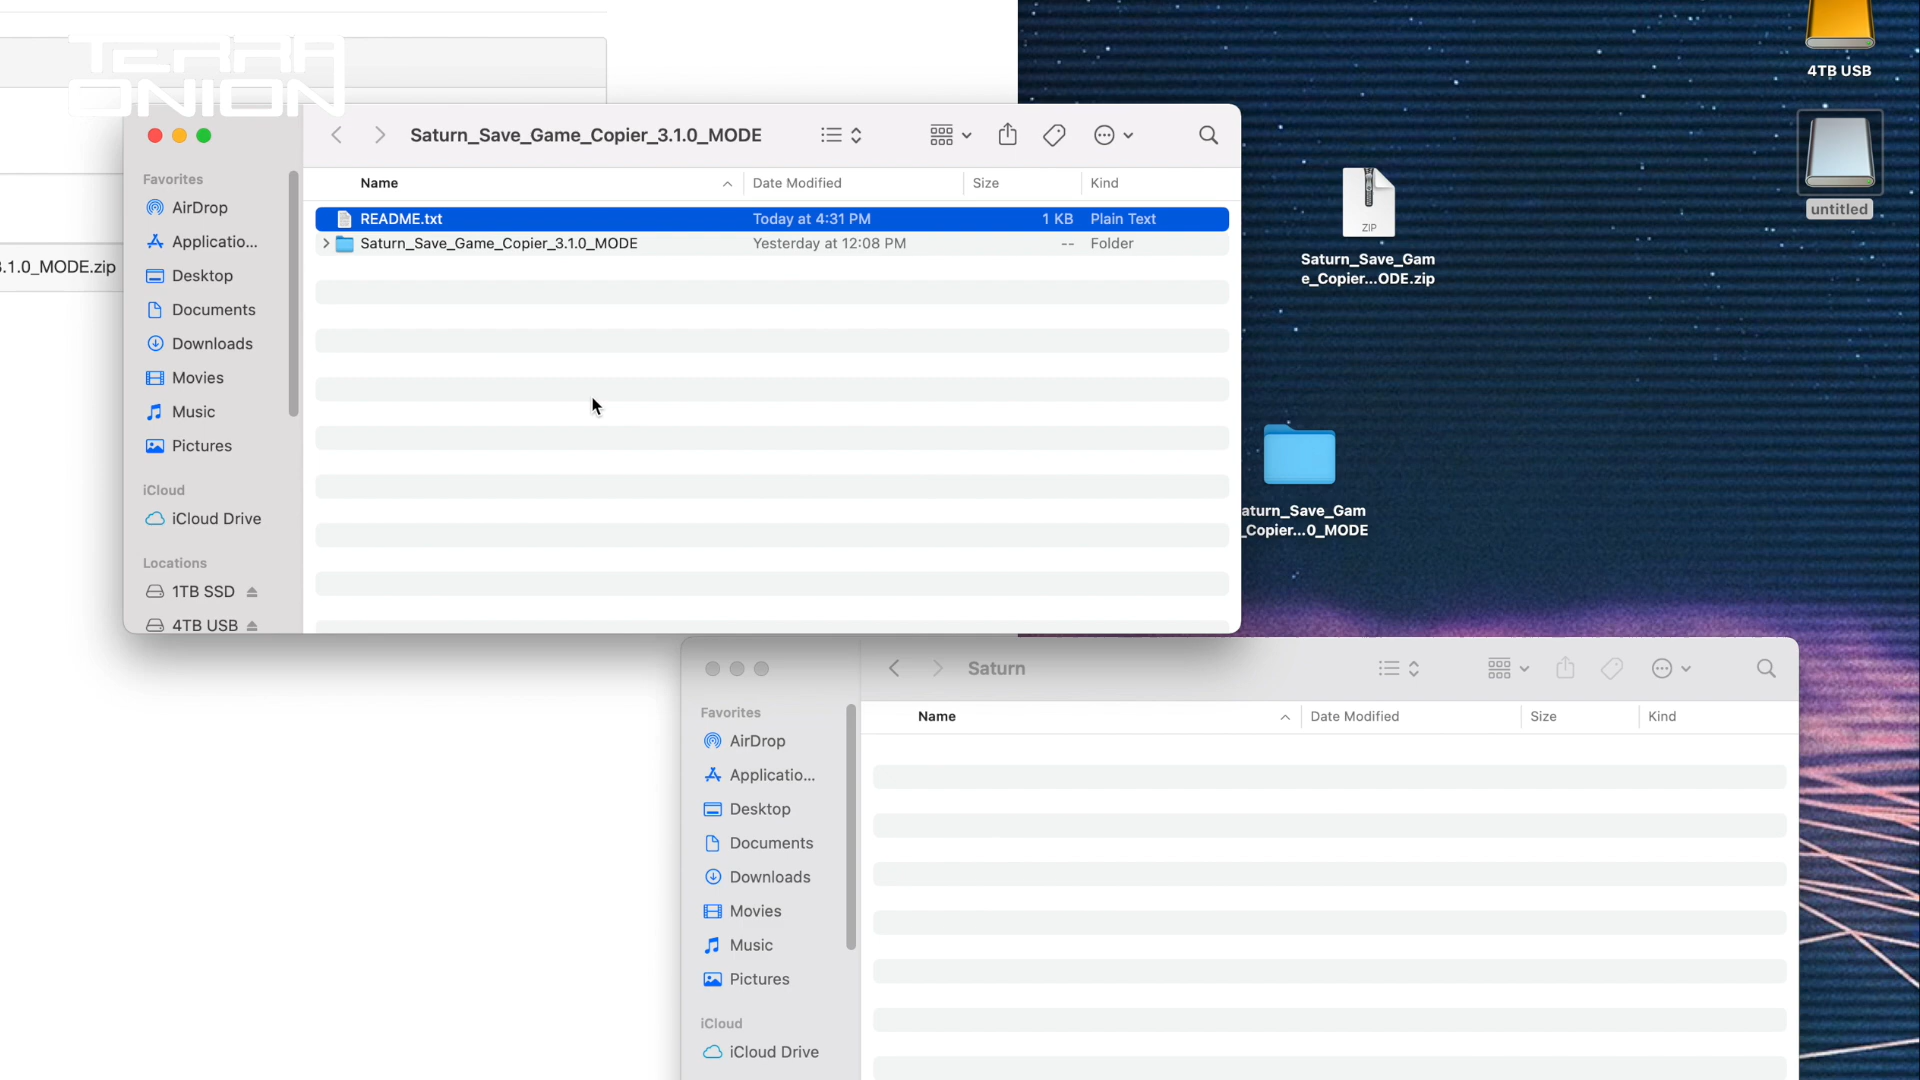 TERRA
ONION
4TB USB
untitled
ZIP
Saturn_Save_Gam
e_Copier...ODE.zip
aturn_Save_Gam
_Copier...0_MODE
.1.0_MODE.zip
Saturn_Save_Game_Copier_3.1.0_MODE
Name Date Modified Size Kind
README.txt Today at 4:31 PM 1 KB Plain Text
Saturn_Save_Game_Copier_3.1.0_MODE Yesterday at 12:08 PM -- Folder
Favorites
AirDrop
Applicatio...
Desktop
Documents
Downloads
Movies
Music
Pictures
iCloud
iCloud Drive
Locations
1TB SSD
4TB USB
Saturn
Name Date Modified Size Kind
Favorites
AirDrop
Applicatio...
Desktop
Documents
Downloads
Movies
Music
Pictures
iCloud
iCloud Drive